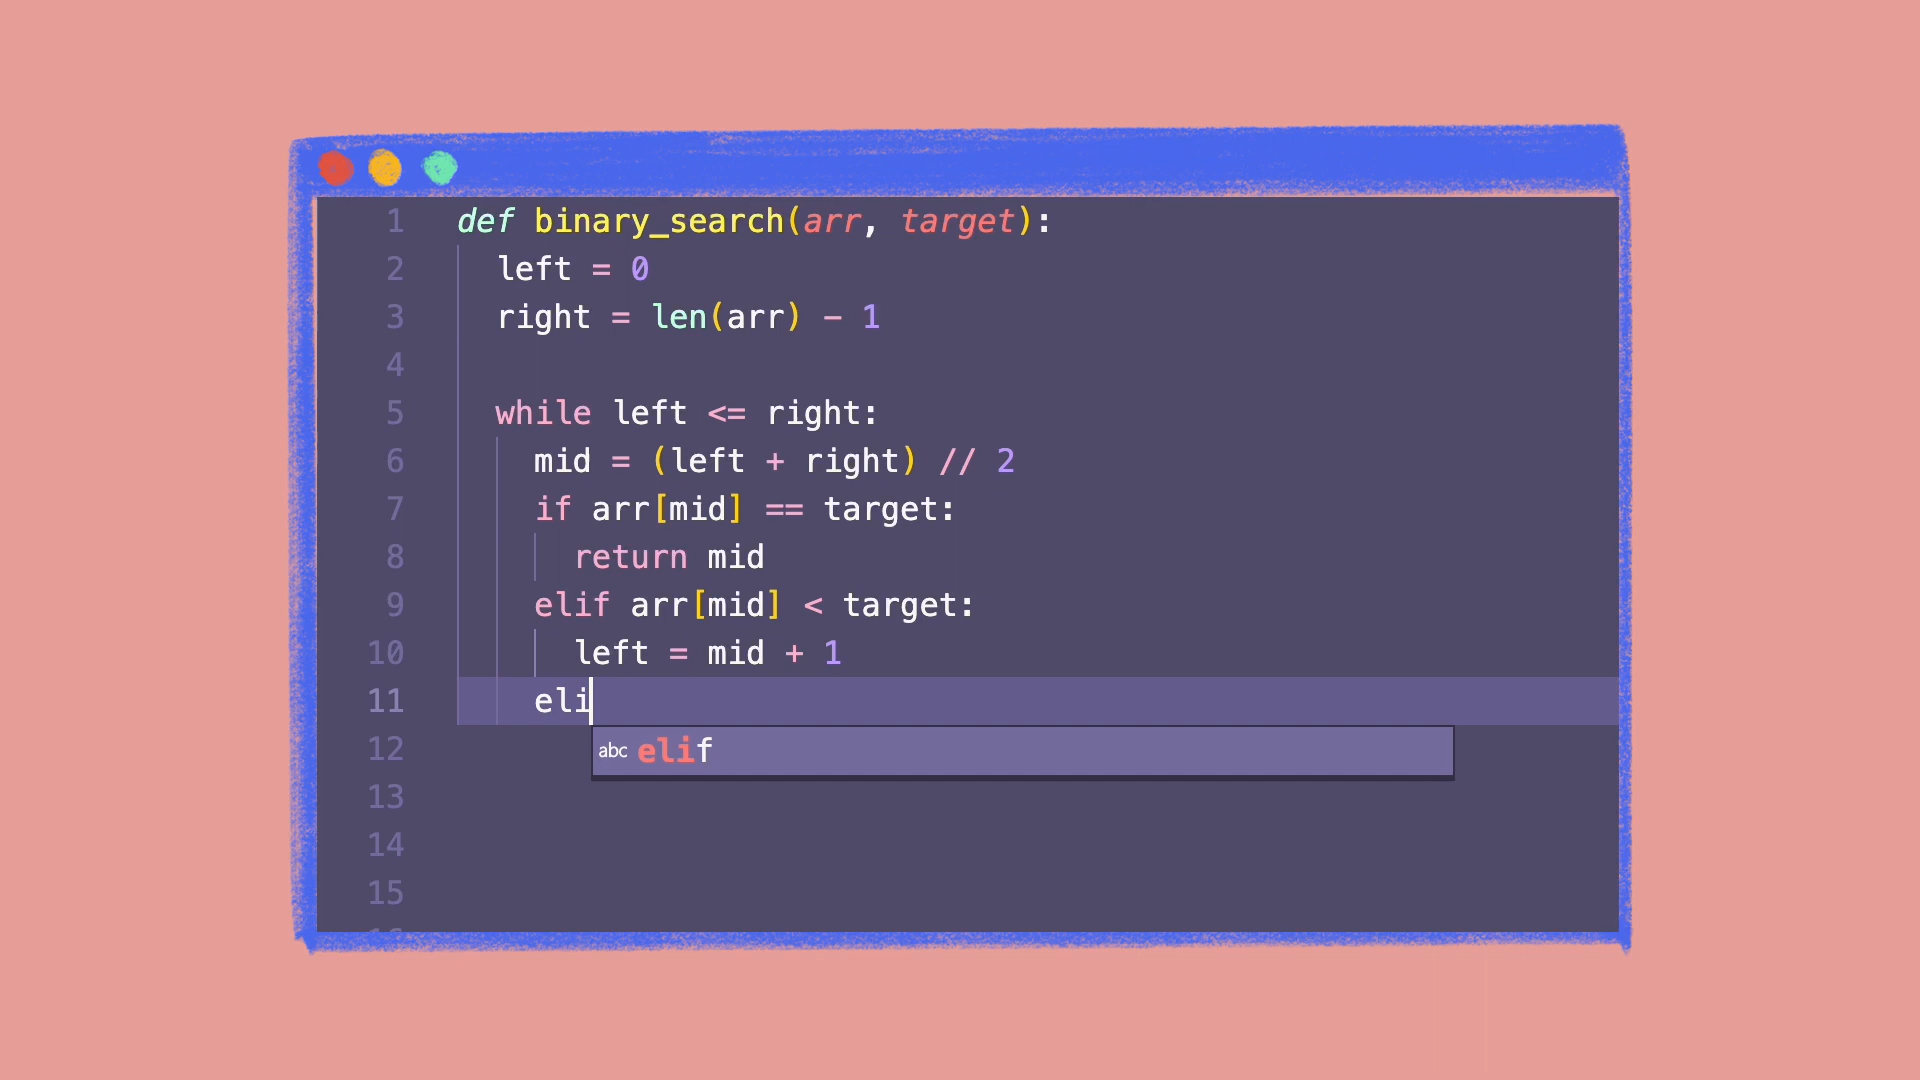 1 def binary_search(arr, target):
2 left = 0
3 right = len(arr) - 1
4
5 while left <= right:
6 mid = (left + right) // 2
7 if arr[mid] == target:
8 return mid
9 elif arr[mid] < target:
10 left = mid + 1
11 eli
12 abc elif
13
14
15